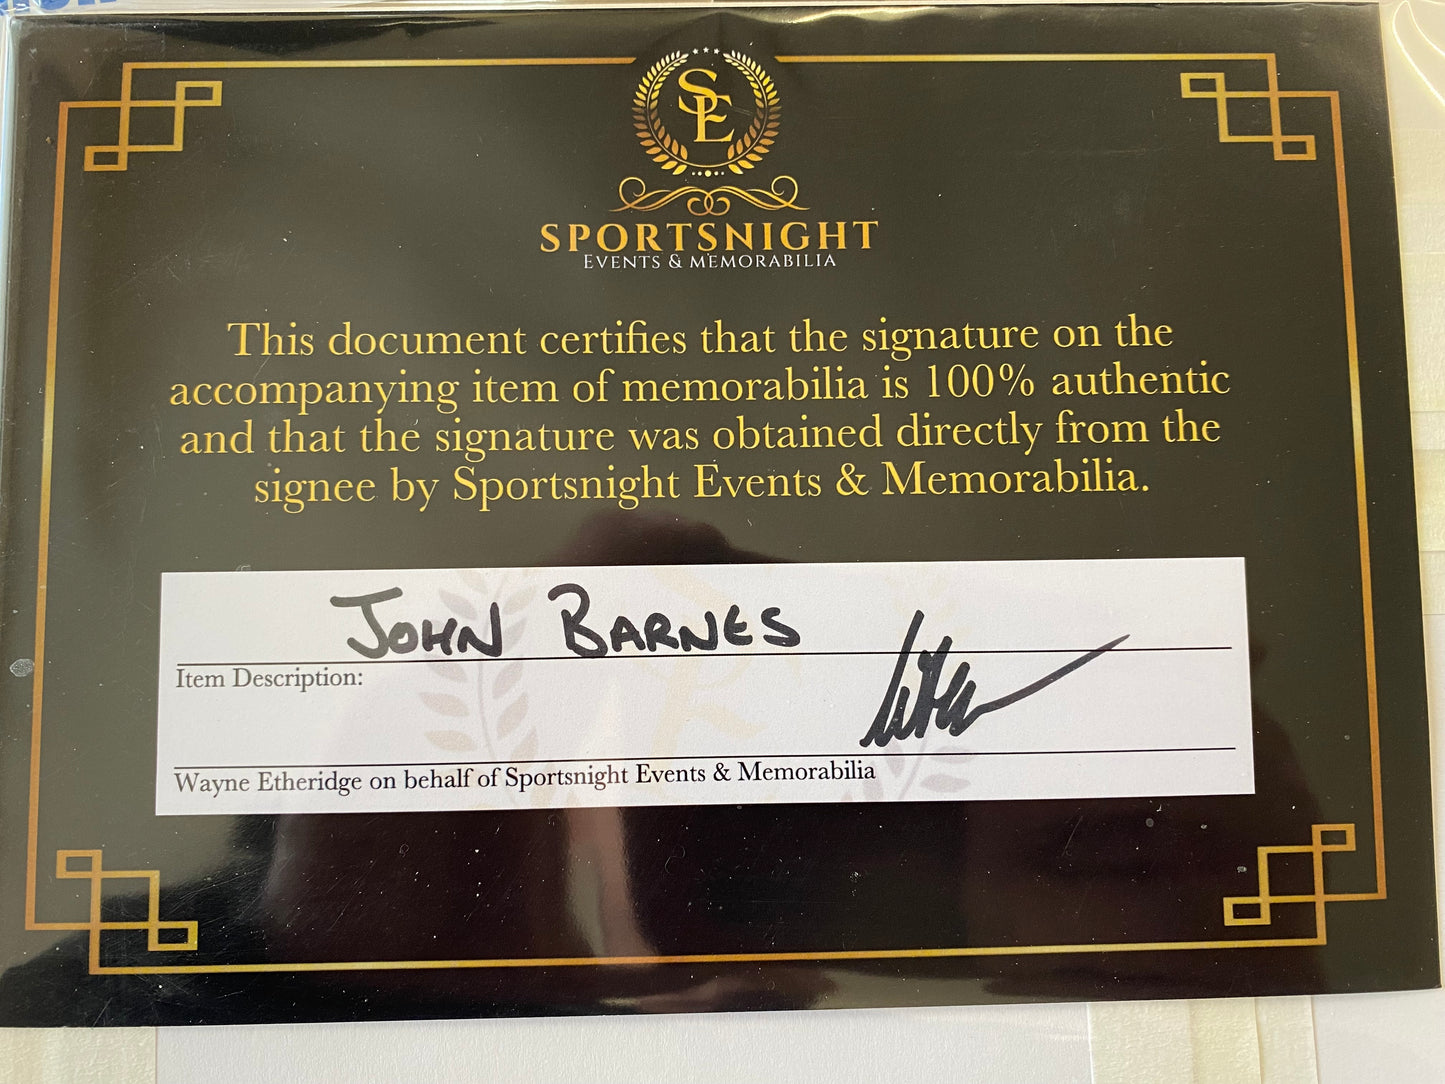 SE
SPORTSNIGHT
EVENTS & MEMORABILIA
This document certifies that the signature on the
accompanying item of memorabilia is 100% authentic
and that the signature was obtained directly from the
signee by Sportsnight Events & Memorabilia.
JOHN BARNES
Item Description:
Wayne Etheridge on behalf of Sportsnight Events & Memorabilia